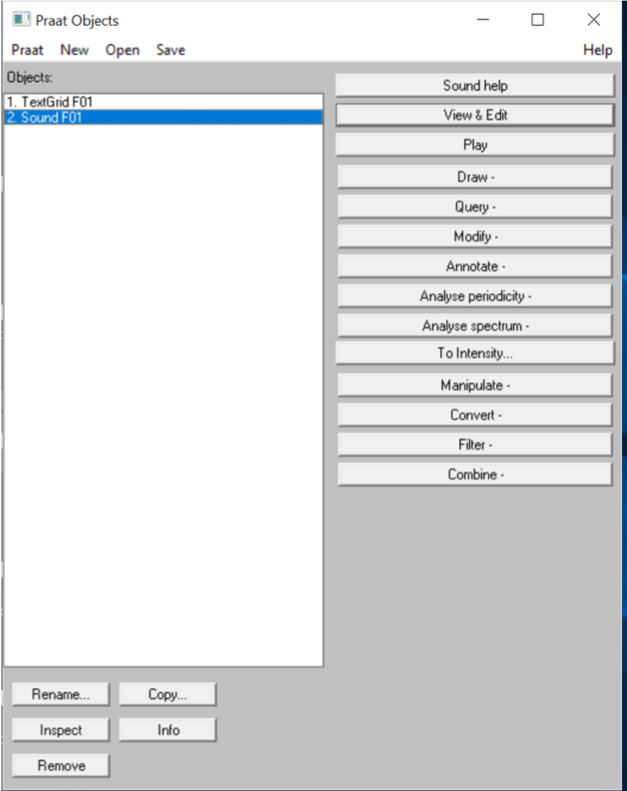 Praat Objects
Praat New Open Save Help
Objects:
1. TextGrid F01
2. Sound F01
Sound help
View & Edit
Play
Draw -
Query -
Modify -
Annotate -
Analyse periodicity -
Analyse spectrum -
To Intensity...
Manipulate -
Convert -
Filter -
Combine -
Rename... Copy...
Inspect Info
Remove